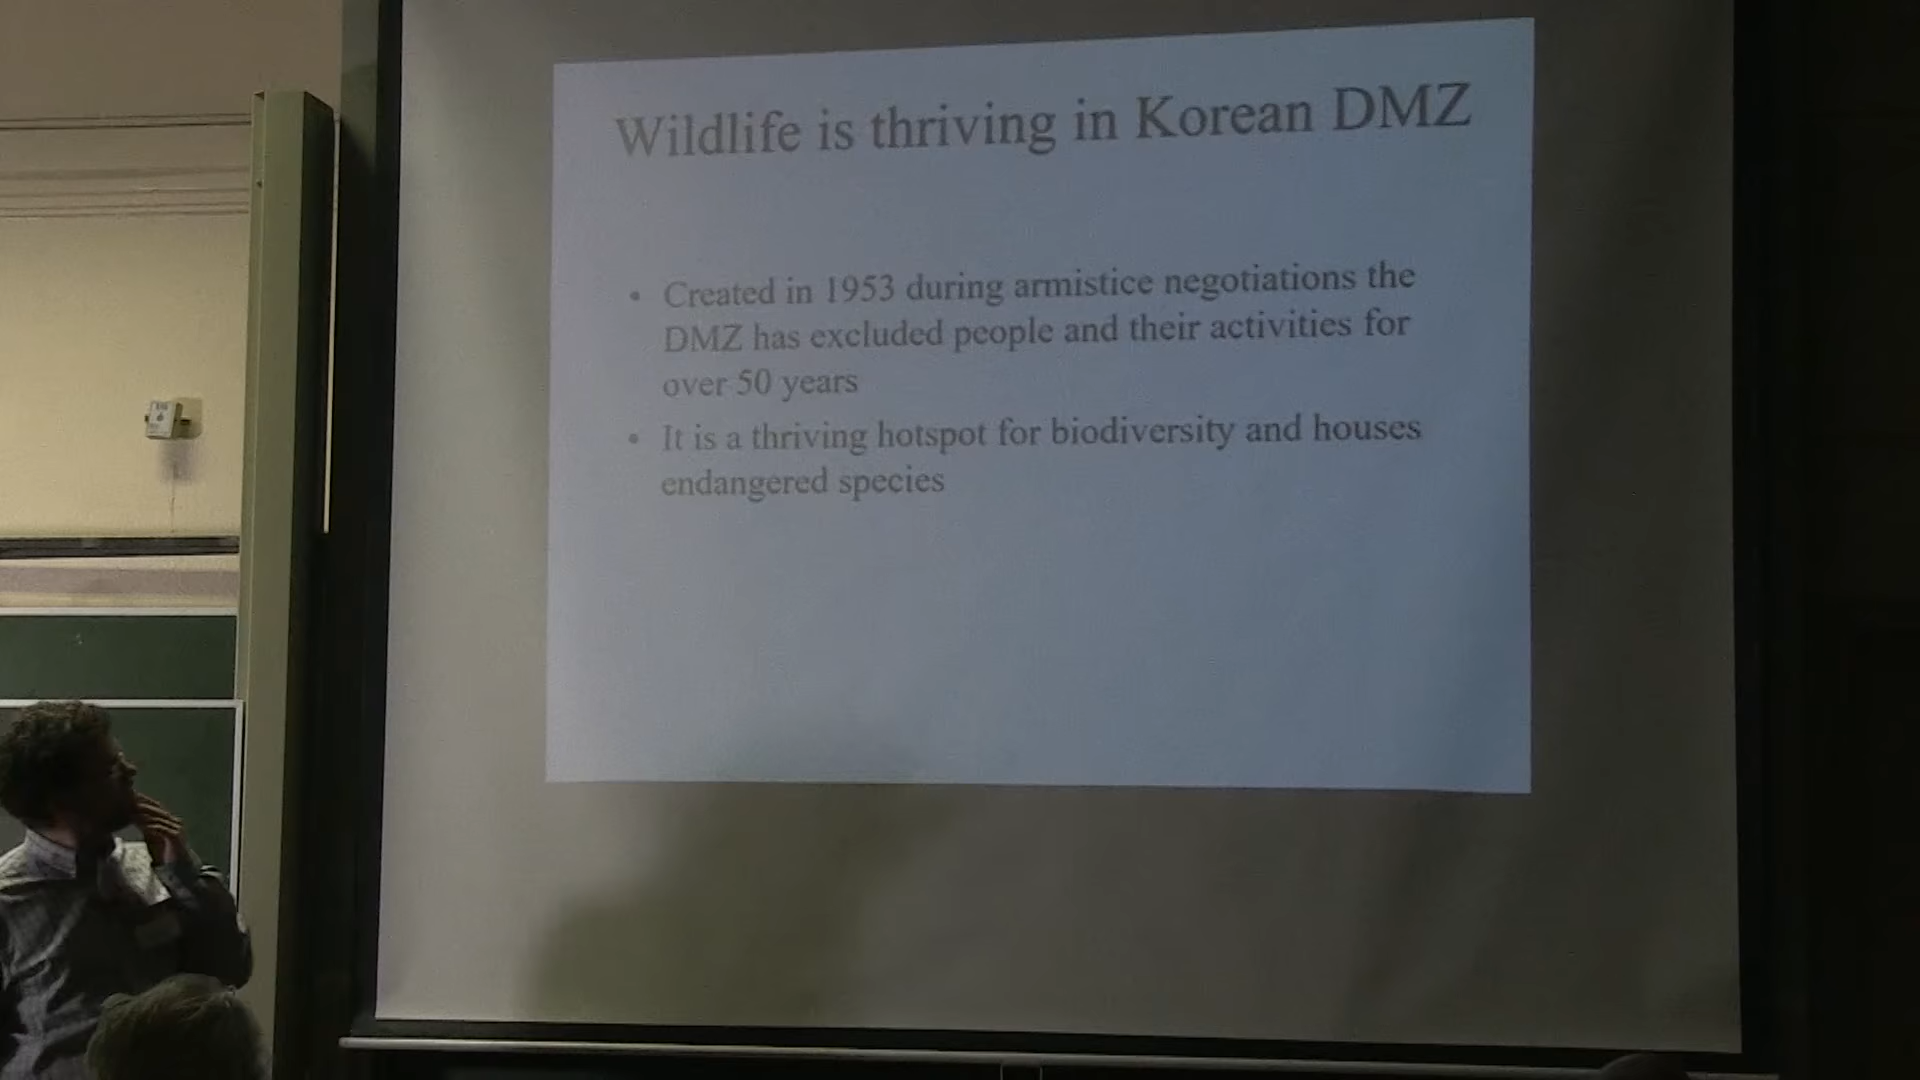 Wildlife is thriving in Korean DMZ
• Created in 1953 during armistice negotiations the
DMZ has excluded people and their activities for
over 50 years
• It is a thriving hotspot for biodiversity and houses
endangered species